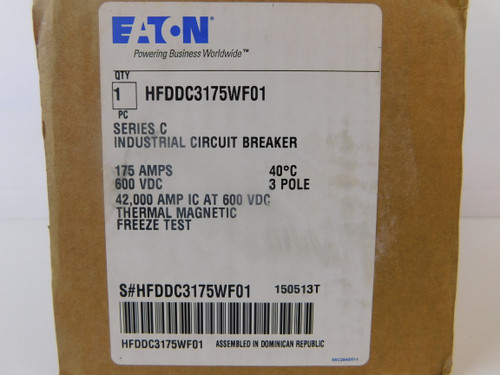 EATON
Powering Business Worldwide™
QTY
1 HFDDC3175WF01
PC
SERIES C
INDUSTRIAL CIRCUIT BREAKER
175 AMPS 40°C
600 VDC 3 POLE
42,000 AMP IC AT 600 VDC
THERMAL MAGNETIC
FREEZE TEST
S#HFDDC3175WF01 150513T
HFDDC3175WF01 ASSEMBLED IN DOMINICAN REPUBLIC